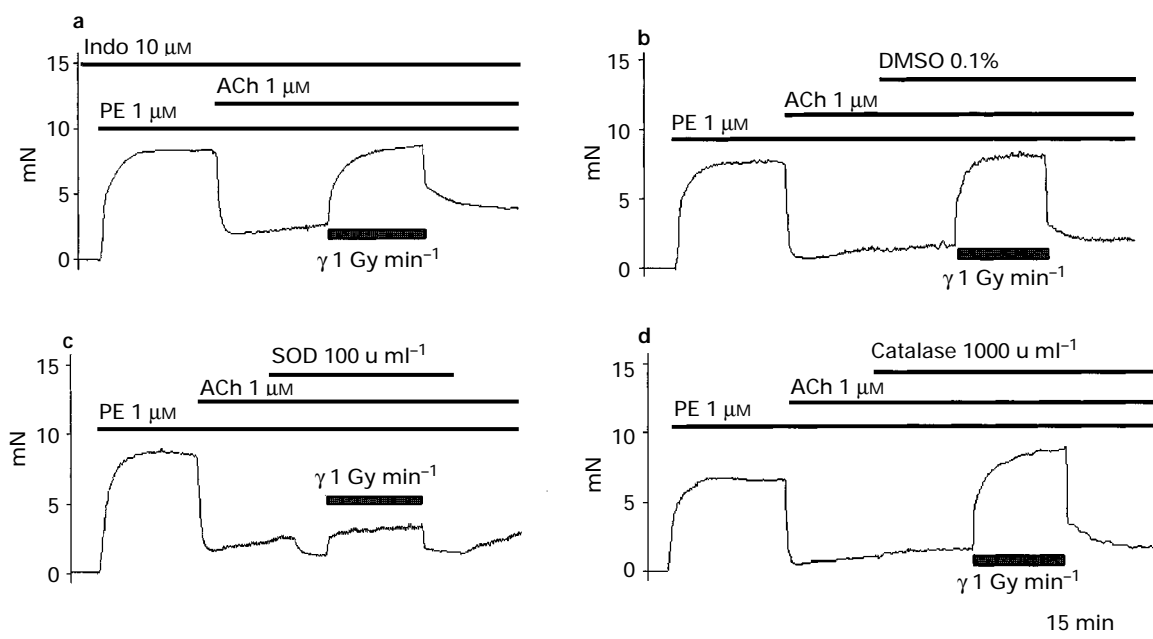 a
Indo 10 µM
15
ACh 1 µM
PE 1 µM
10
mN
5
0
γ 1 Gy min⁻¹
b
15
DMSO 0.1%
ACh 1 µM
PE 1 µM
10
mN
5
0
γ 1 Gy min⁻¹
c
15
SOD 100 u ml⁻¹
ACh 1 µM
PE 1 µM
10
mN
γ 1 Gy min⁻¹
5
0
d
15
Catalase 1000 u ml⁻¹
ACh 1 µM
PE 1 µM
10
mN
5
0
γ 1 Gy min⁻¹
15 min